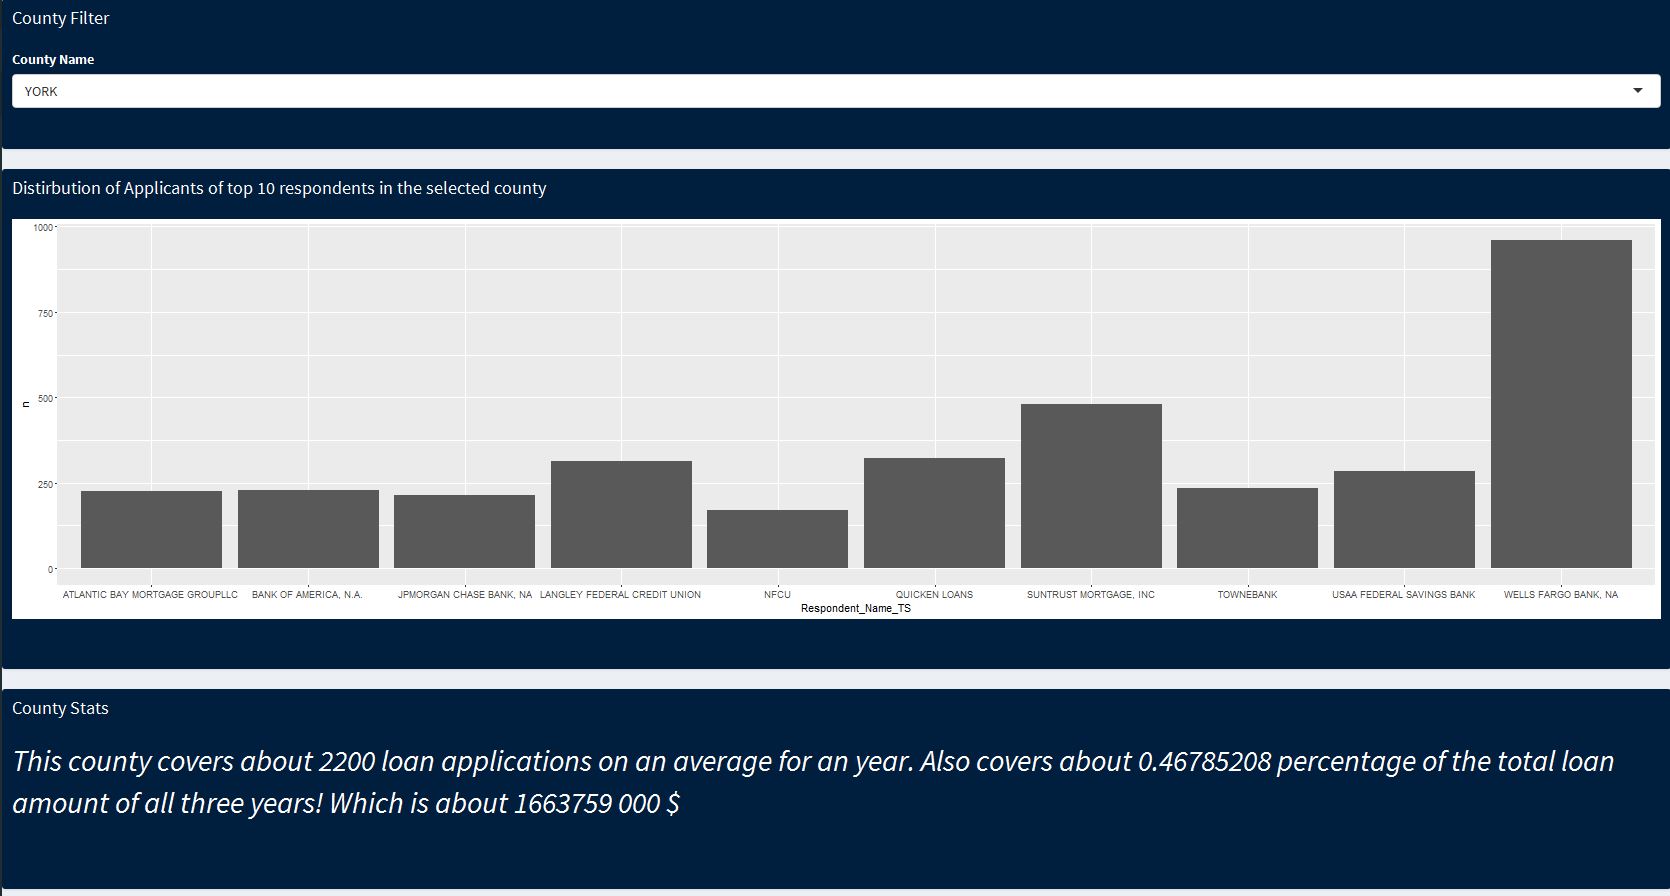 County Filter
County Name
YORK
Distirbution of Applicants of top 10 respondents in the selected county
1000
750
500
250
0
n
ATLANTIC BAY MORTGAGE GROUPLLC BANK OF AMERICA, N.A. JPMORGAN CHASE BANK, NA LANGLEY FEDERAL CREDIT UNION NFCU QUICKEN LOANS SUNTRUST MORTGAGE, INC TOWNEBANK USAA FEDERAL SAVINGS BANK WELLS FARGO BANK, NA
Respondent_Name_TS
County Stats
This county covers about 2200 loan applications on an average for an year. Also covers about 0.46785208 percentage of the total loan
amount of all three years! Which is about 1663759 000 $